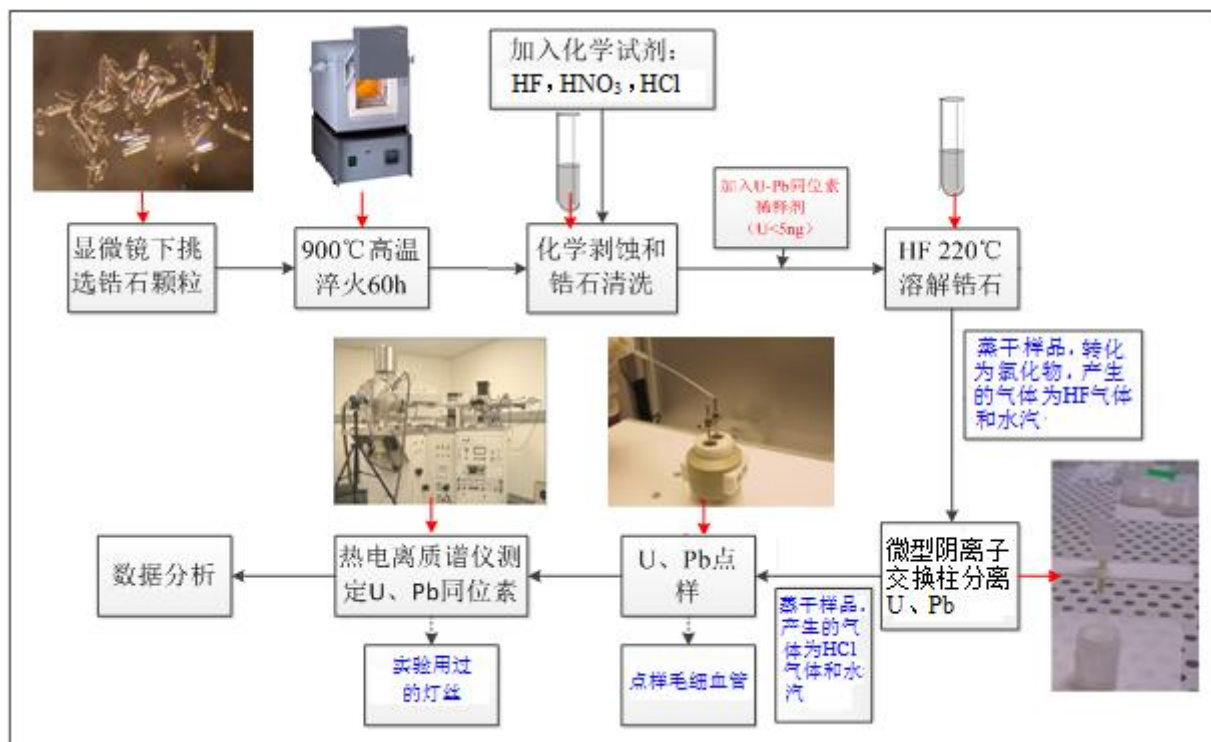 加入化学试剂：
HF，HNO₃，HCl
显微镜下挑
选锆石颗粒
900℃高温
淬火60h
化学剥蚀和
锆石清洗
加入U-Pb同位素
稀释剂
（U<5ng）
HF 220℃
溶解锆石
蒸干样品，转化
为氯化物，产生
的气体为HF气体
和水汽
微型阴离子
交换柱分离
U、Pb
蒸干样品，
产生的气
体为HCl
气体和水
汽
U、Pb点
样
点样毛细血管
热电离质谱仪测
定U、Pb同位素
实验用过
的灯丝
数据分析